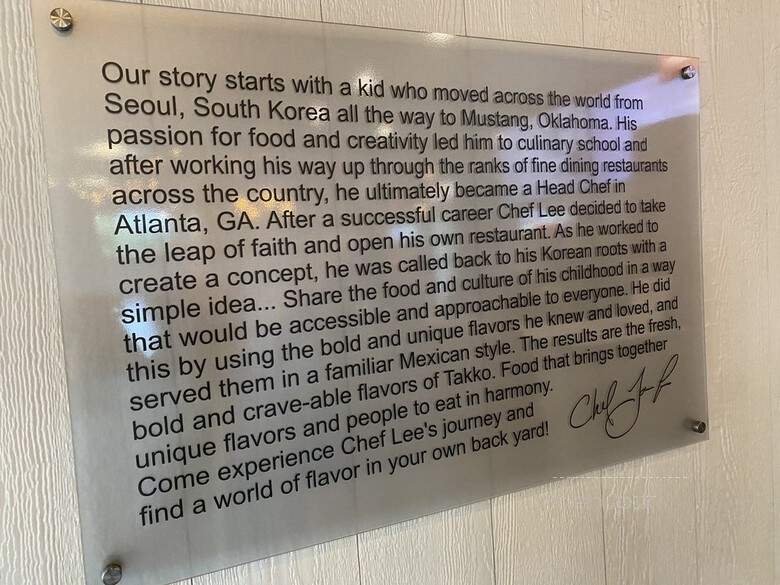 Our story starts with a kid who moved across the world from
Seoul, South Korea all the way to Mustang, Oklahoma. His
passion for food and creativity led him to culinary school and
after working his way up through the ranks of fine dining restaurants
across the country, he ultimately became a Head Chef in
Atlanta, GA. After a successful career Chef Lee decided to take
the leap of faith and open his own restaurant. As he worked to
create a concept, he was called back to his Korean roots with a
simple idea... Share the food and culture of his childhood in a way
that would be accessible and approachable to everyone. He did
this by using the bold and unique flavors he knew and loved, and
served them in a familiar Mexican style. The results are the fresh,
bold and crave-able flavors of Takko. Food that brings together
unique flavors and people to eat in harmony.
Come experience Chef Lee's journey and
find a world of flavor in your own back yard!
Chef